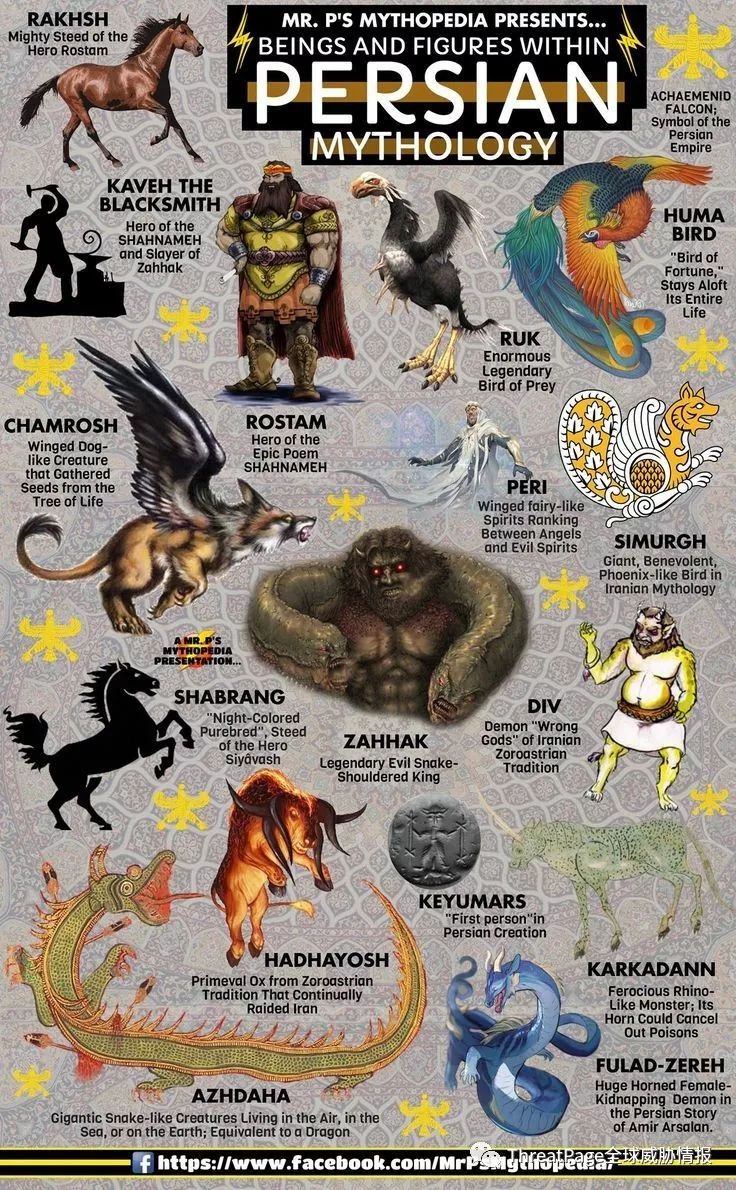 MR. P'S MYTHOPEDIA PRESENTS...
BEINGS AND FIGURES WITHIN
PERSIAN
MYTHOLOGY
RAKHSH
Mighty Steed of the
Hero Rostam
ACHAEMENID
FALCON;
Symbol of the
Persian
Empire
KAVEH THE
BLACKSMITH
Hero of the
SHAHNAMEH
and Slayer of
Zahhak
HUMA
BIRD
"Bird of
Fortune,"
Stays Aloft
Its Entire
Life
RUK
Enormous
Legendary
Bird of Prey
CHAMROSH
Winged Dog-
like Creature
that Gathered
Seeds from the
Tree of Life
ROSTAM
Hero of the
Epic Poem
SHAHNAMEH
PERI
Winged fairy-like
Spirits Ranking
Between Angels
and Evil Spirits
SIMURGH
Giant, Benevolent,
Phoenix-like Bird in
Iranian Mythology
A MR. P'S
MYTHOPEDIA
PRESENTATION...
SHABRANG
"Night-Colored
Purebred", Steed
of the Hero
Siyâvash
ZAHHAK
Legendary Evil Snake-
Shouldered King
DIV
Demon "Wrong
Gods" of Iranian
Zoroastrian
Tradition
KEYUMARS
"First person"in
Persian Creation
HADHAYOSH
Primeval Ox from Zoroastrian
Tradition That Continually
Raided Iran
KARKADANN
Ferocious Rhino-
Like Monster; Its
Horn Could Cancel
Out Poisons
AZHDAHA
Gigantic Snake-like Creatures Living in the Air, in the
Sea, or on the Earth; Equivalent to a Dragon
FULAD-ZEREH
Huge Horned Female-
Kidnapping Demon in
the Persian Story
of Amir Arsalan.
f https://www.facebook.com/MrPsMythopedia/
ThreatPage全球威胁情报